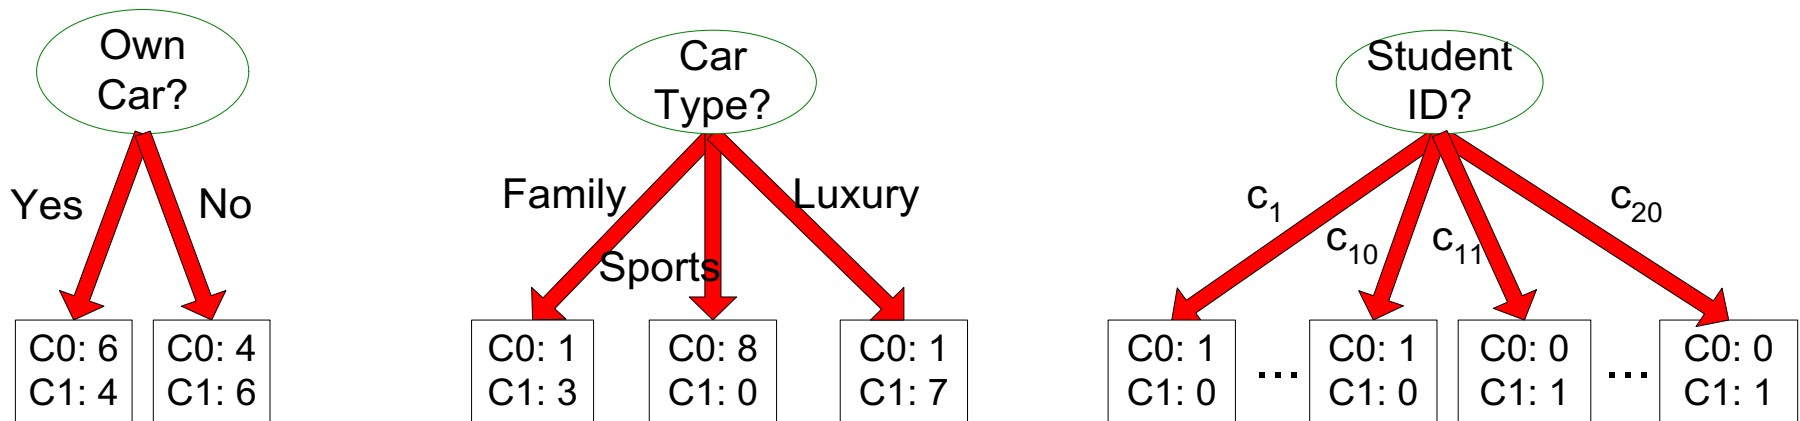 Own
Car?
Yes
No
C0: 6
C1: 4
C0: 4
C1: 6
Car
Type?
Family
Sports
Luxury
C0: 1
C1: 3
C0: 8
C1: 0
C0: 1
C1: 7
Student
ID?
c1
c10
c11
c20
C0: 1
C1: 0
...
C0: 1
C1: 0
C0: 0
C1: 1
...
C0: 0
C1: 1